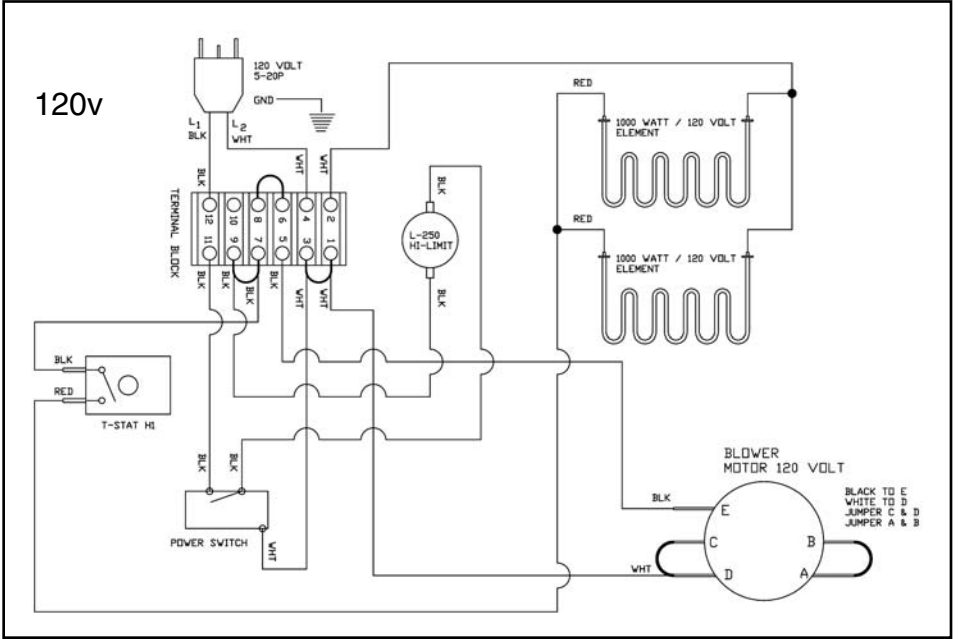 120v
120 VOLT
5-20P
GND
L1
BLK
L2
WHT
BLK
WHT
WHT
TERMINAL BLOCK
12
10
8
6
4
2
11
9
7
5
3
1
BLK
BLK
BLK
BLK
WHT
WHT
BLK
L-250
HI-LIMIT
BLK
RED
1000 WATT / 120 VOLT
ELEMENT
RED
1000 WATT / 120 VOLT
ELEMENT
BLK
RED
T-STAT H1
BLK
BLK
POWER SWITCH
WHT
BLOWER
MOTOR 120 VOLT
BLK
E
C
D
B
A
WHT
BLACK TO E
WHITE TO D
JUMPER C & D
JUMPER A & B